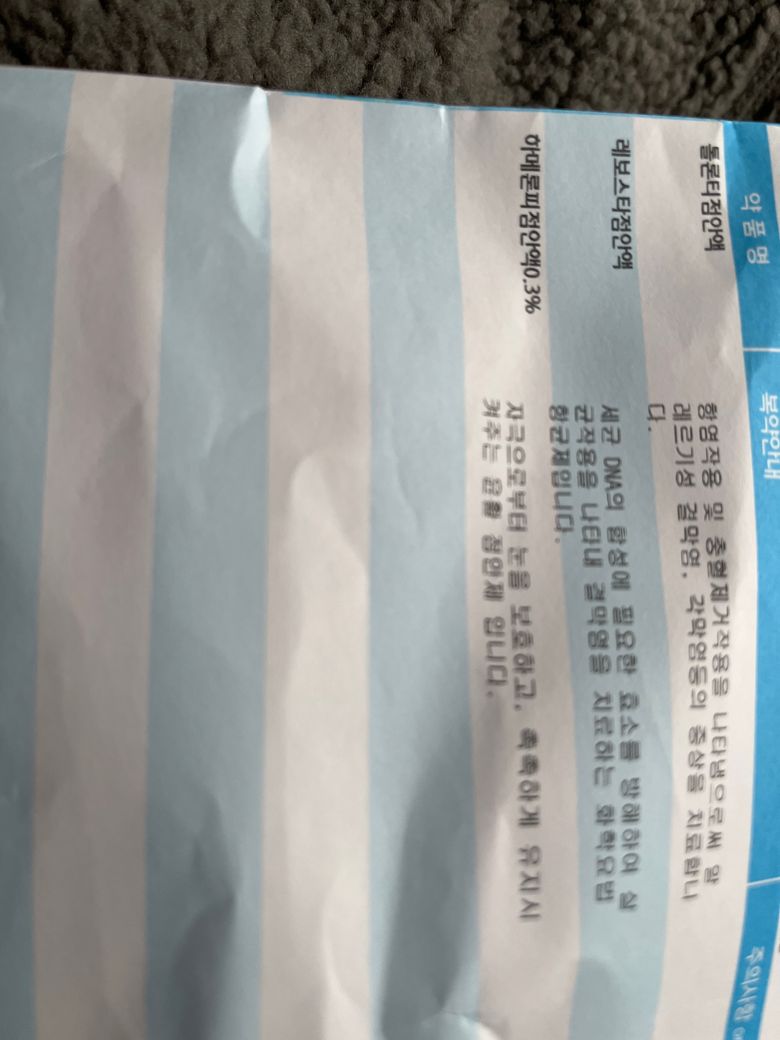 약 품 명
복약안내
주의사항
톨론티점안액
항염작용 및 충혈제거작용을 나타냄으로써 알
레르기성 결막염, 각막염등의 증상을 치료합니
다.
레보스타점안액
세균 DNA의 합성에 필요한 효소를 방해하여 살
균작용을 나타내 결막염을 치료하는 화학요법
항균제입니다.
하메론피점안액0.3%
자극으로부터 눈을 보호하고, 촉촉하게 유지시
켜주는 윤활 점안제 입니다.